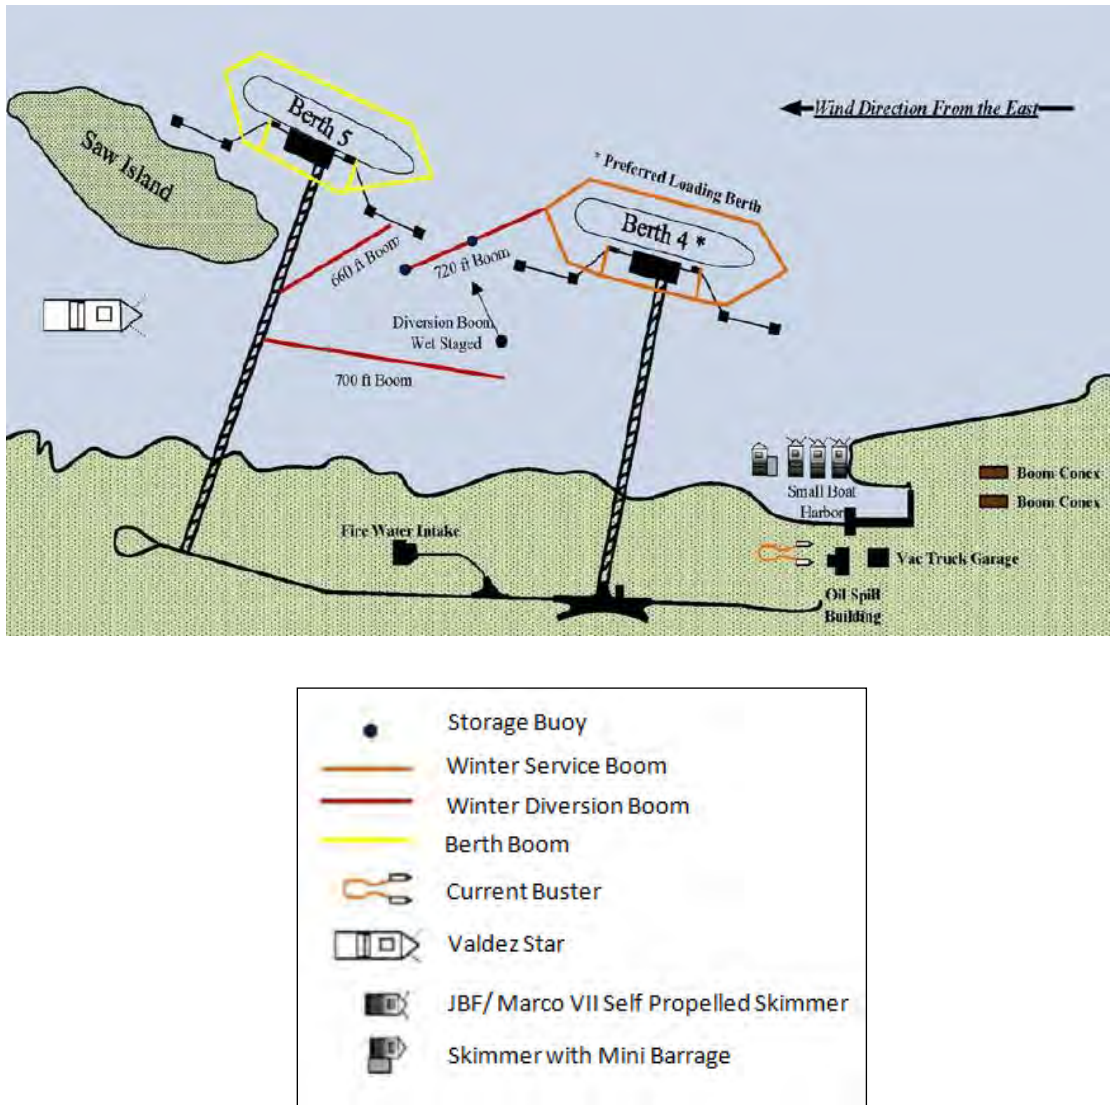 Berth 5
Wind Direction From the East
Saw Island
* Preferred Loading Berth
Berth 4 *
660 ft Boom
720 ft Boom
Diversion Boom
Wet Staged
700 ft Boom
Boom Conex
Small Boat
Harbor
Boom Conex
Fire Water Intake
Vac Truck Garage
Oil Spill
Building
Storage Buoy
Winter Service Boom
Winter Diversion Boom
Berth Boom
Current Buster
Valdez Star
JBF/ Marco VII Self Propelled Skimmer
Skimmer with Mini Barrage